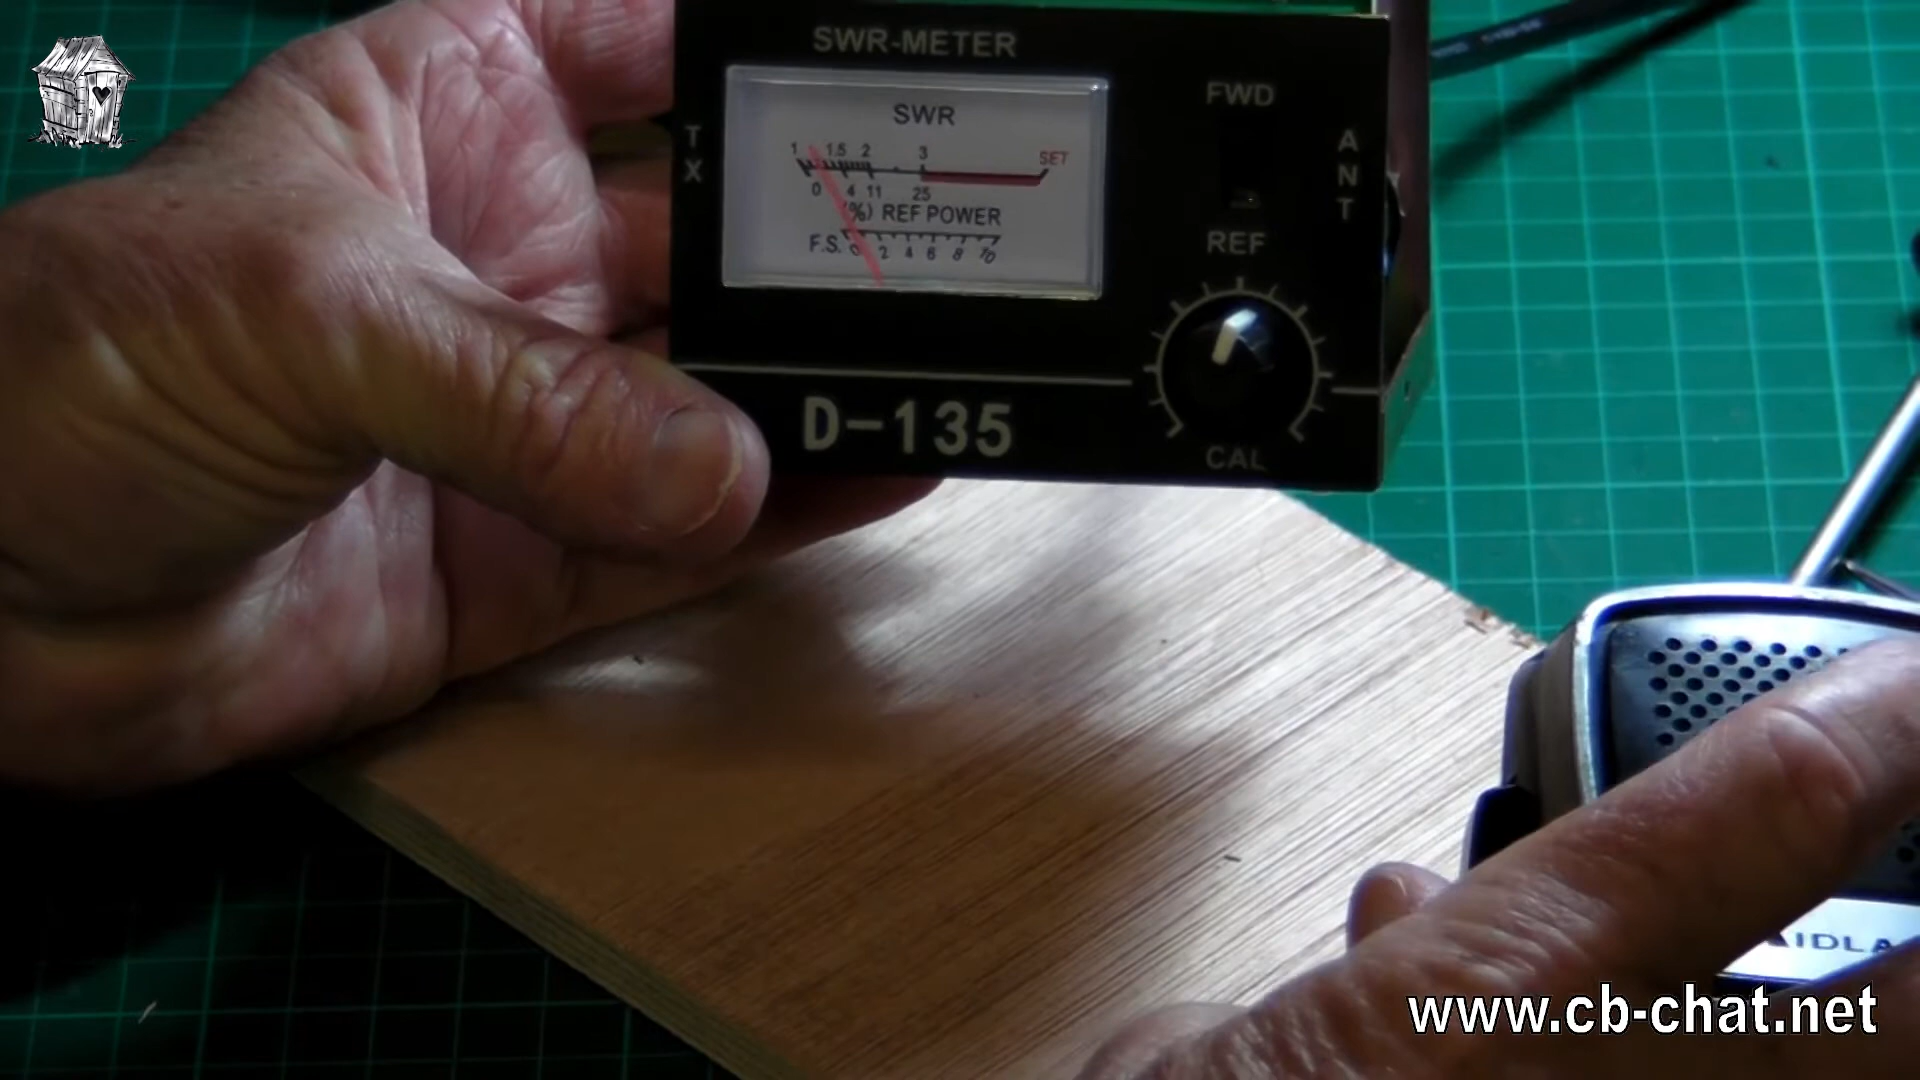 SWR-METER
SWR
1 1.5 2 3 SET
0 4 11 25
(%) REF POWER
F.S. 0 2 4 6 8 10
TX
FWD
REF
ANT
CAL
D-135
IDLA
www.cb-chat.net